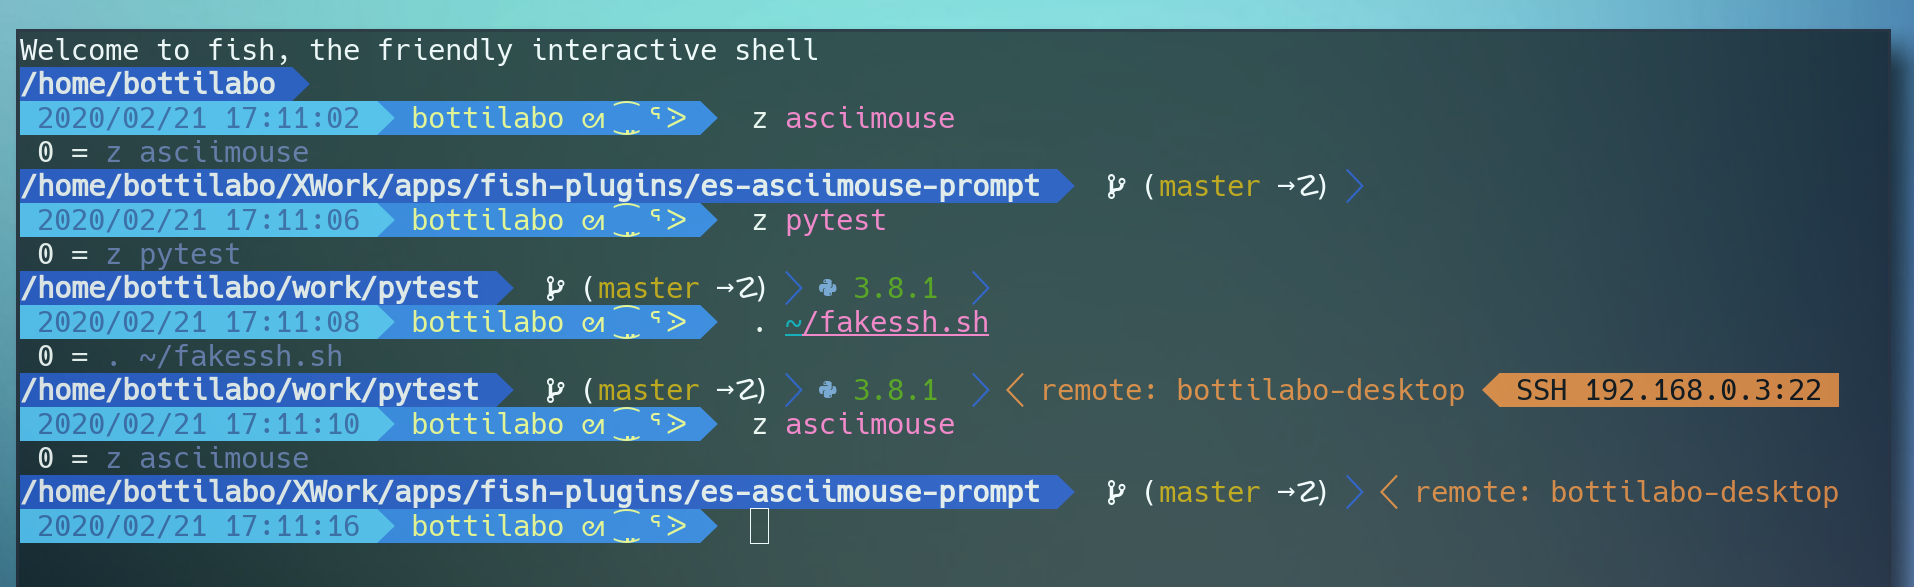 Welcome to fish, the friendly interactive shell
/home/bottilabo
2020/02/21 17:11:02 bottilabo ᘛ⁐̤ᕐᐷ z asciimouse
0 = z asciimouse
/home/bottilabo/XWork/apps/fish-plugins/es-asciimouse-prompt (master →☡)
2020/02/21 17:11:06 bottilabo ᘛ⁐̤ᕐᐷ z pytest
0 = z pytest
/home/bottilabo/work/pytest (master →☡) 3.8.1
2020/02/21 17:11:08 bottilabo ᘛ⁐̤ᕐᐷ . ~/fakessh.sh
0 = . ~/fakessh.sh
/home/bottilabo/work/pytest (master →☡) 3.8.1 remote: bottilabo-desktop SSH 192.168.0.3:22
2020/02/21 17:11:10 bottilabo ᘛ⁐̤ᕐᐷ z asciimouse
0 = z asciimouse
/home/bottilabo/XWork/apps/fish-plugins/es-asciimouse-prompt (master →☡) remote: bottilabo-desktop
2020/02/21 17:11:16 bottilabo ᘛ⁐̤ᕐᐷ